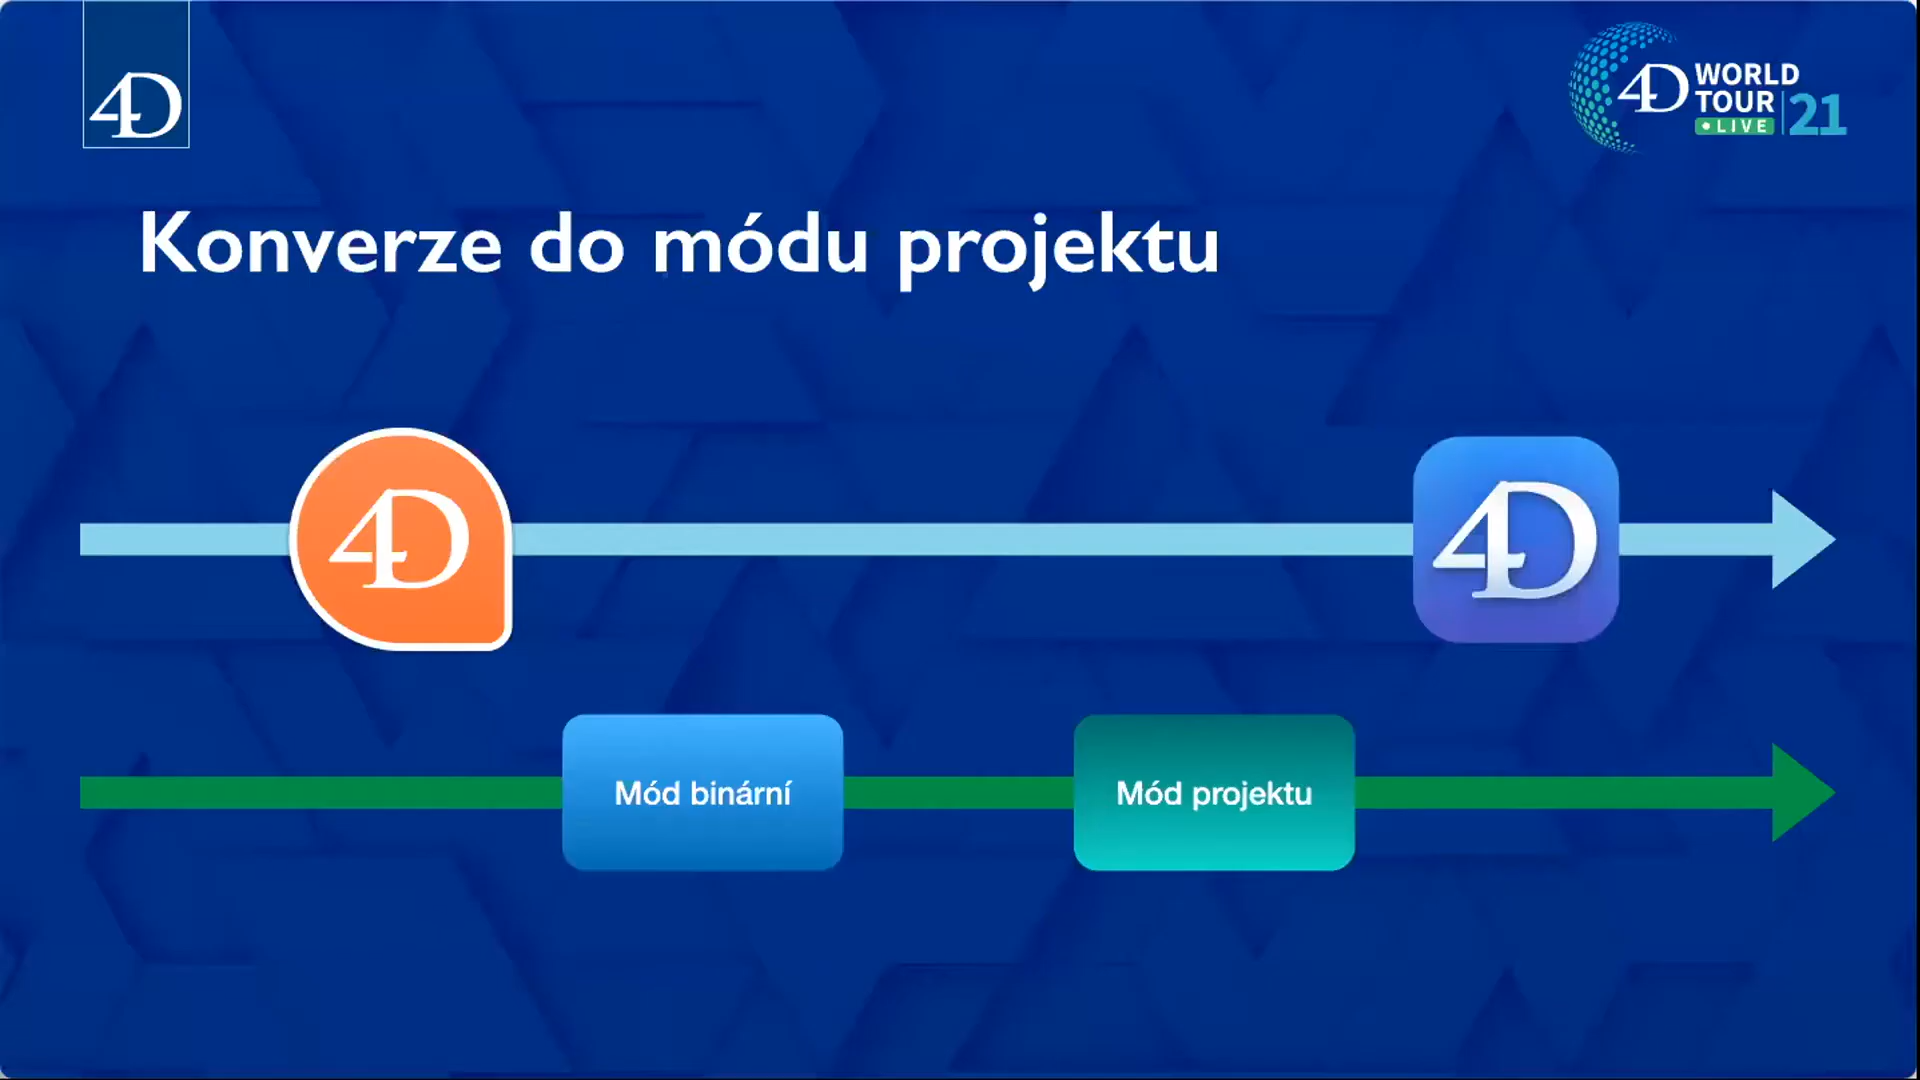 4D
4D WORLD
TOUR
LIVE 21
Konverze do módu projektu
4D
4D
Mód binární
Mód projektu